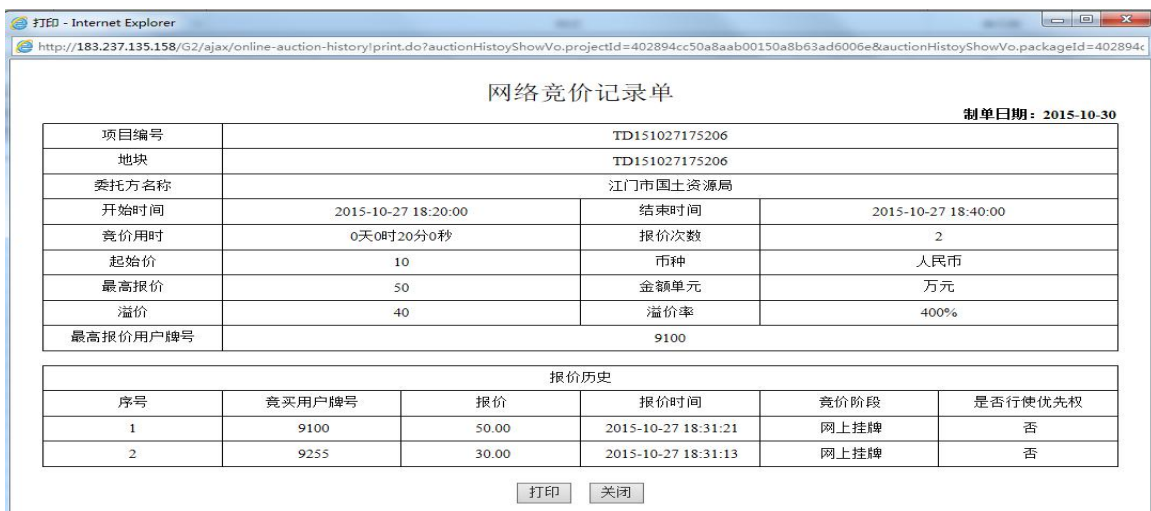 打印 - Internet Explorer
http://183.237.135.158/G2/ajax/online-auction-history!print.do?auctionHistoyShowVo.projectId=402894cc50a8aab00150a8b63ad6006e&auctionHistoyShowVo.packageId=402894c
网络竞价记录单
制单日期：2015-10-30
项目编号 TD151027175206
地块 TD151027175206
委托方名称 江门市国土资源局
开始时间 2015-10-27 18:20:00 结束时间 2015-10-27 18:40:00
竞价用时 0天0时20分0秒 报价次数 2
起始价 10 币种 人民币
最高报价 50 金额单元 万元
溢价 40 溢价率 400%
最高报价用户牌号 9100
报价历史
序号 竞买用户牌号 报价 报价时间 竞价阶段 是否行使优先权
1 9100 50.00 2015-10-27 18:31:21 网上挂牌 否
2 9255 30.00 2015-10-27 18:31:13 网上挂牌 否
打印 关闭